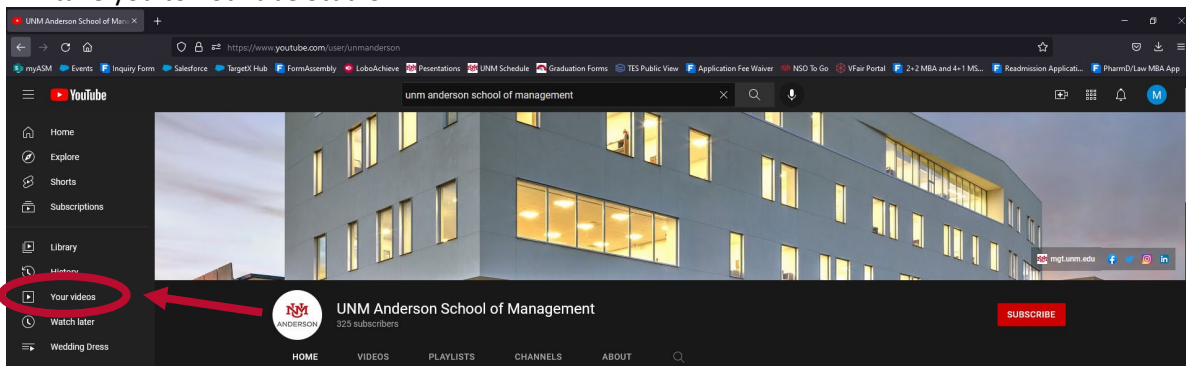 UNM Anderson School of Mana
https://www.youtube.com/user/unmanderson
myASM Events Inquiry Form Salesforce TargetX Hub FormAssembly LoboAchieve Pesentations UNM Schedule Graduation Forms TES Public View Application Fee Waiver NSO To Go VFair Portal 2+2 MBA and 4+1 MS... Readmission Applicati... PharmD/Law MBA App
YouTube
unm anderson school of management
M
Home
Explore
Shorts
Subscriptions
Library
History
Your videos
Watch later
Wedding Dress
mgt.unm.edu
NM
ANDERSON
UNM Anderson School of Management
325 subscribers
SUBSCRIBE
HOME VIDEOS PLAYLISTS CHANNELS ABOUT